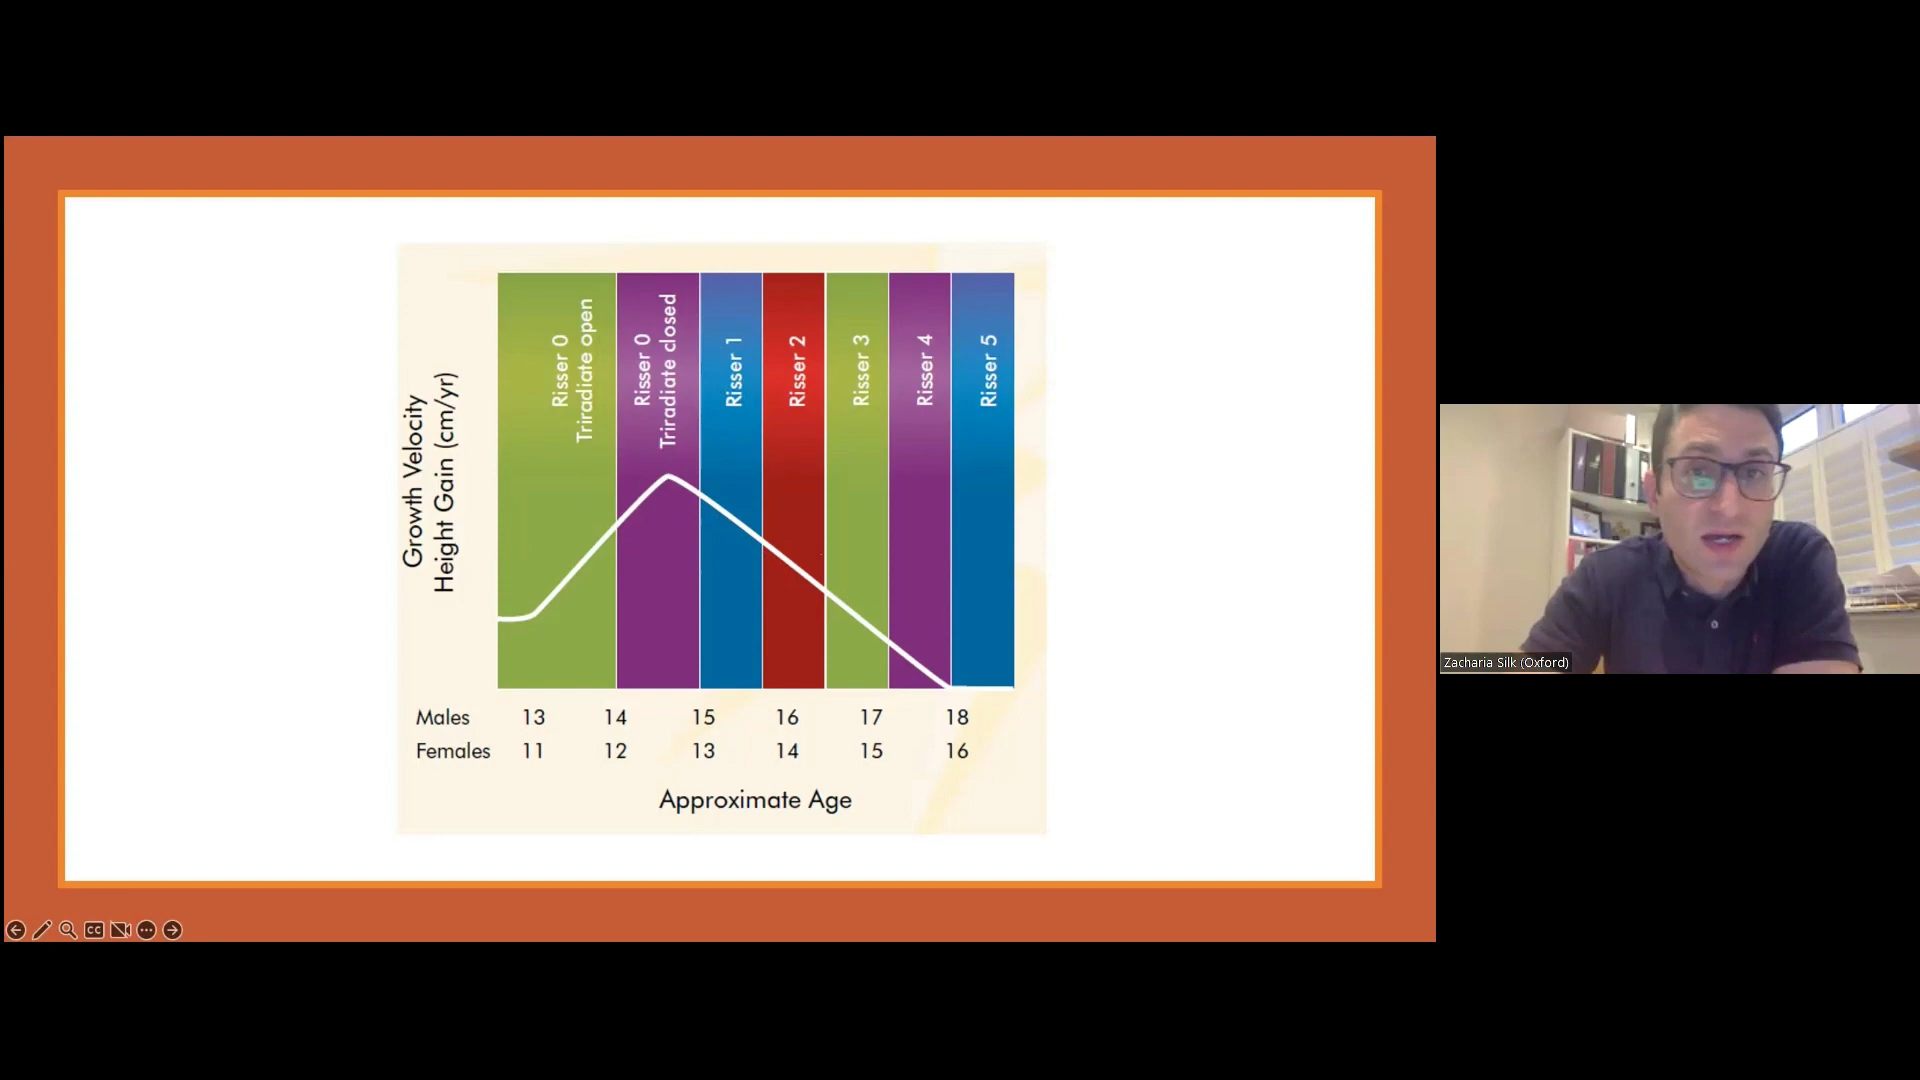 Growth Velocity
Height Gain (cm/yr)
Risser 0
Triradiate open
Risser 0
Triradiate closed
Risser 1
Risser 2
Risser 3
Risser 4
Risser 5
Males 13 14 15 16 17 18
Females 11 12 13 14 15 16
Approximate Age
CC
Zacharia Silk (Oxford)